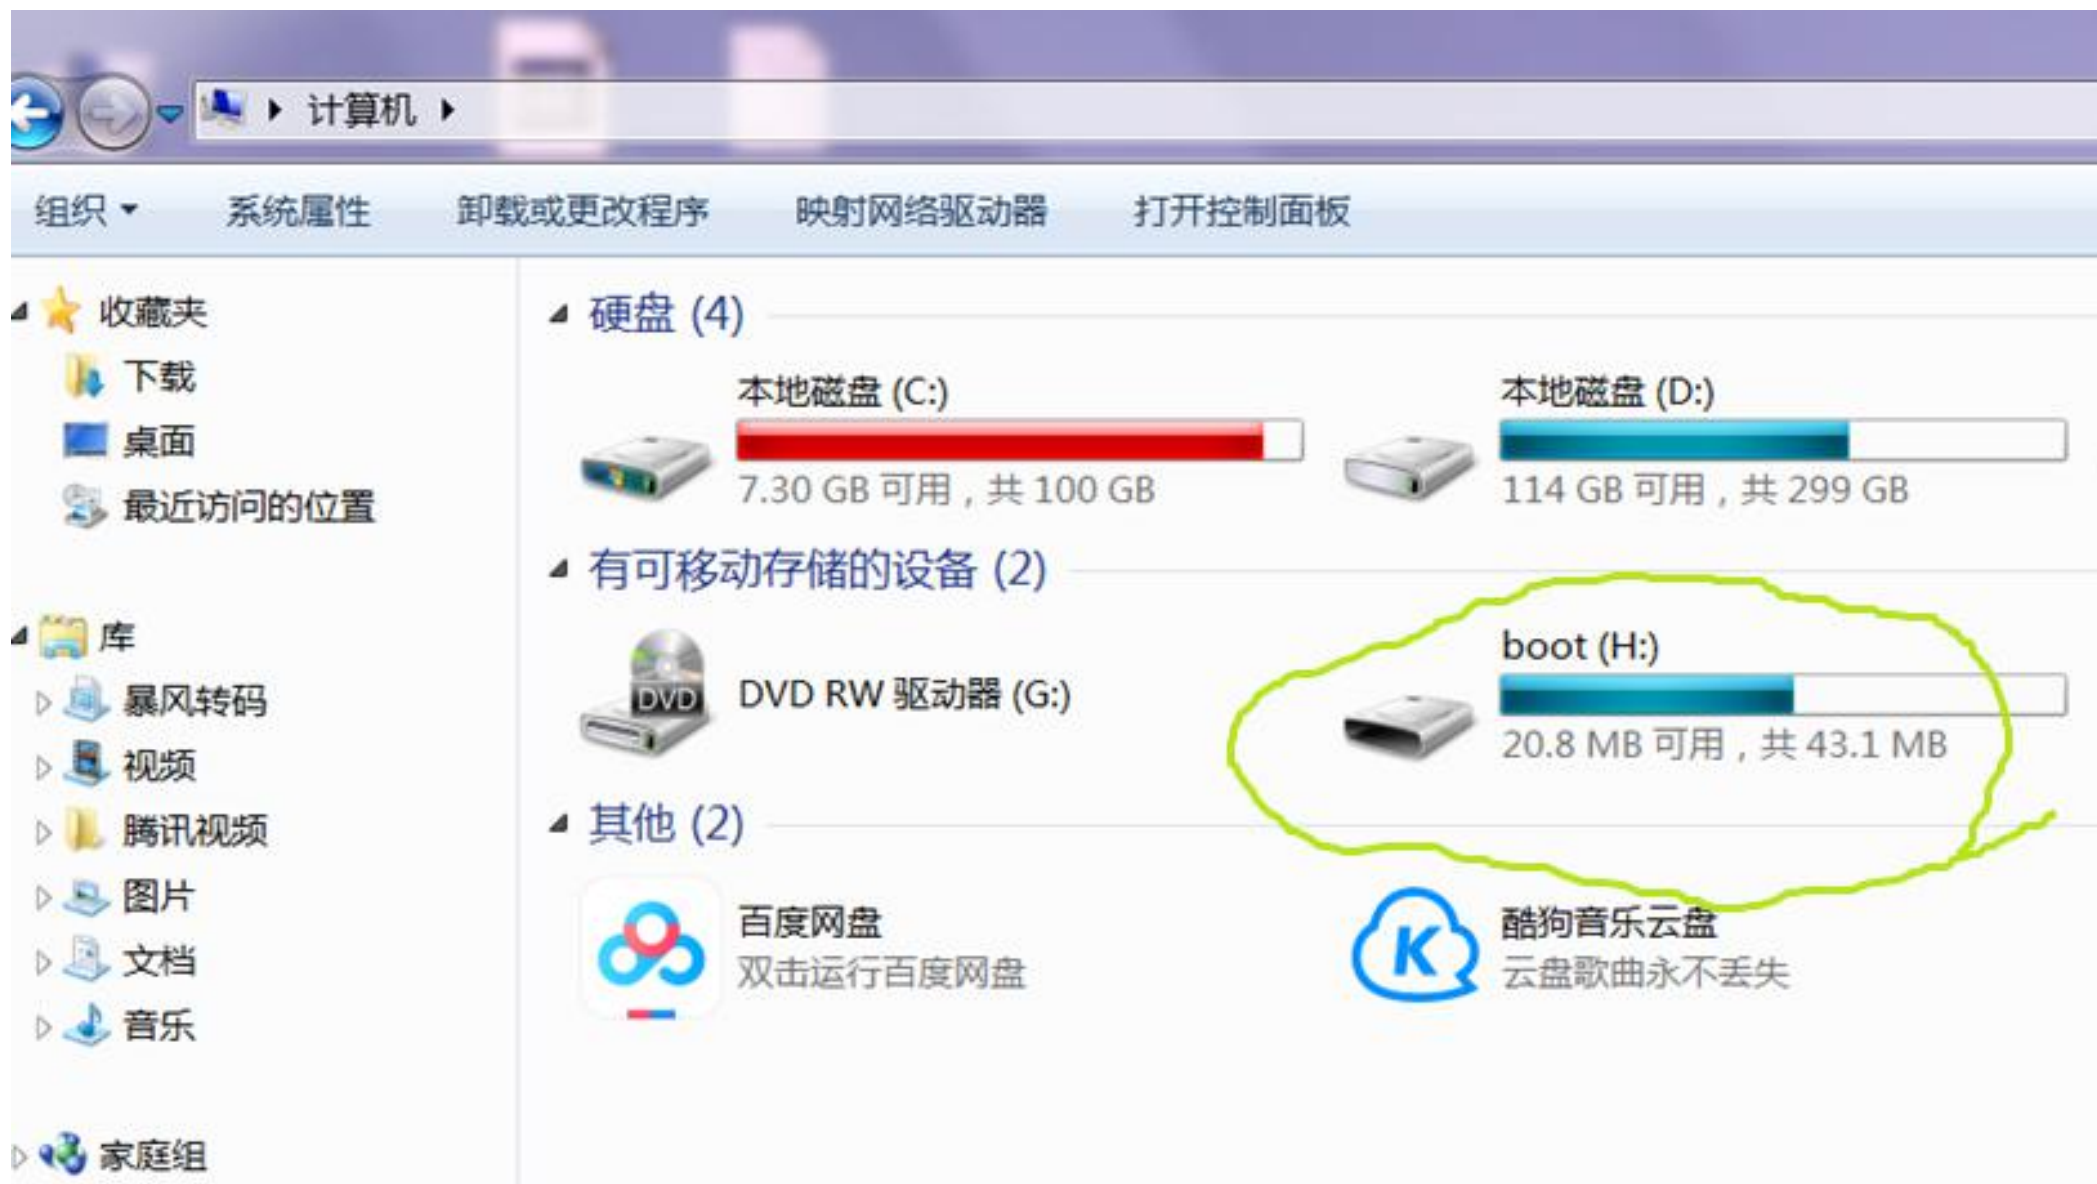 计算机
组织 系统属性 卸载或更改程序 映射网络驱动器 打开控制面板
收藏夹
下载
桌面
最近访问的位置
库
暴风转码
视频
腾讯视频
图片
文档
音乐
家庭组
硬盘 (4)
本地磁盘 (C:)
7.30 GB 可用，共 100 GB
本地磁盘 (D:)
114 GB 可用，共 299 GB
有可移动存储的设备 (2)
DVD
DVD RW 驱动器 (G:)
boot (H:)
20.8 MB 可用，共 43.1 MB
其他 (2)
百度网盘
双击运行百度网盘
K
酷狗音乐云盘
云盘歌曲永不丢失